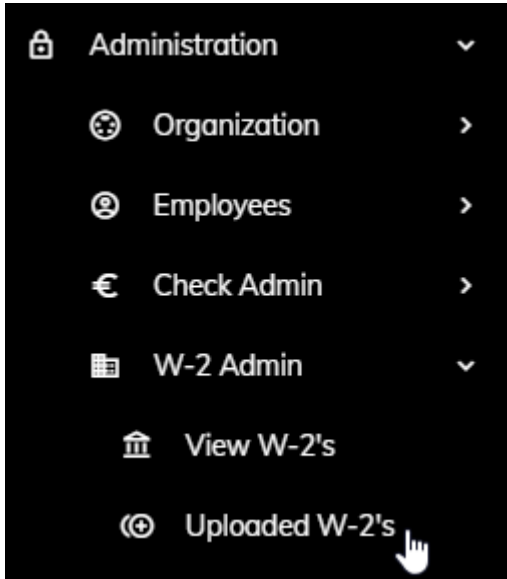 Administration
Organization
Employees
Check Admin
W-2 Admin
View W-2's
Uploaded W-2's